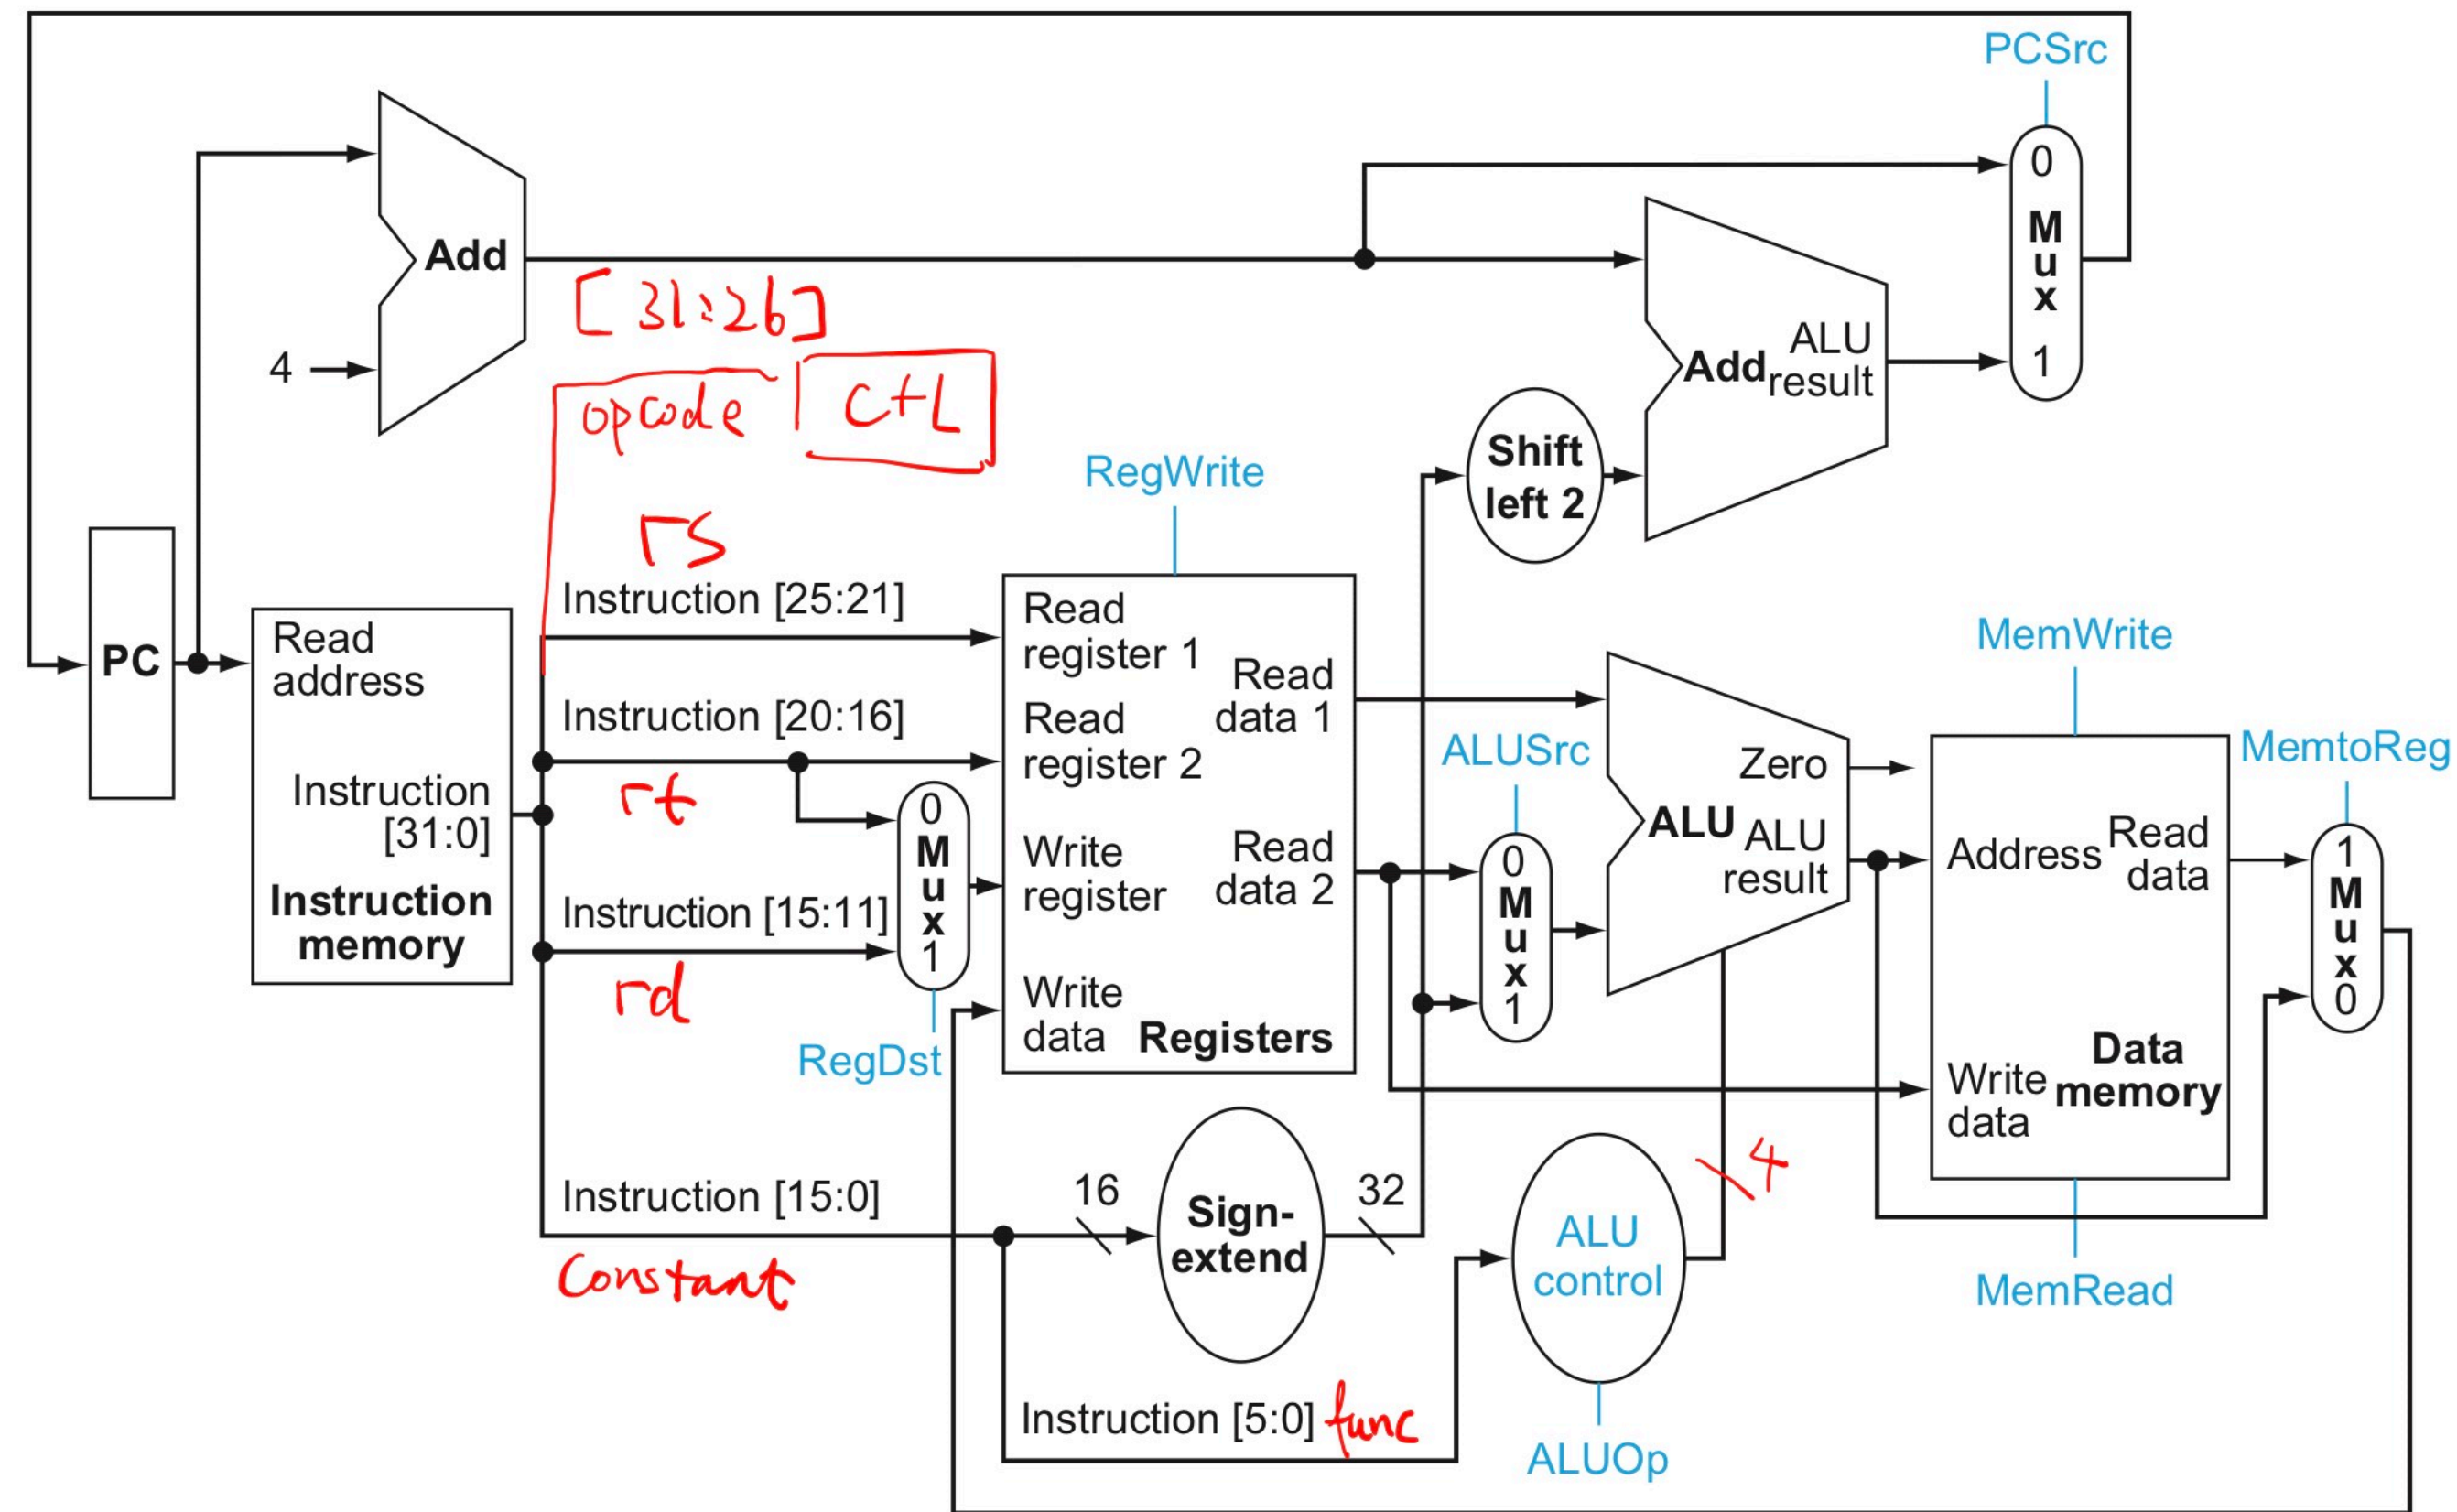 PCSrc
0
M
u
x
1
Add
4
[31:26]
opcode
CtL
Add
ALU
result
Shift
left 2
RegWrite
rs
Instruction [25:21]
PC
Read
address
Instruction
[31:0]
Instruction
memory
Instruction [20:16]
rt
Instruction [15:11]
rd
0
M
u
x
1
RegDst
Read
register 1
Read
data 1
Read
register 2
Write
register
Read
data 2
Write
data
Registers
ALUSrc
0
M
u
x
1
Zero
ALU
ALU
result
MemWrite
Address
Read
data
Write
data
Data
memory
MemRead
MemtoReg
1
M
u
x
0
Instruction [15:0]
Constant
16
Sign-
extend
32
ALU
control
4
Instruction [5:0]
func
ALUOp